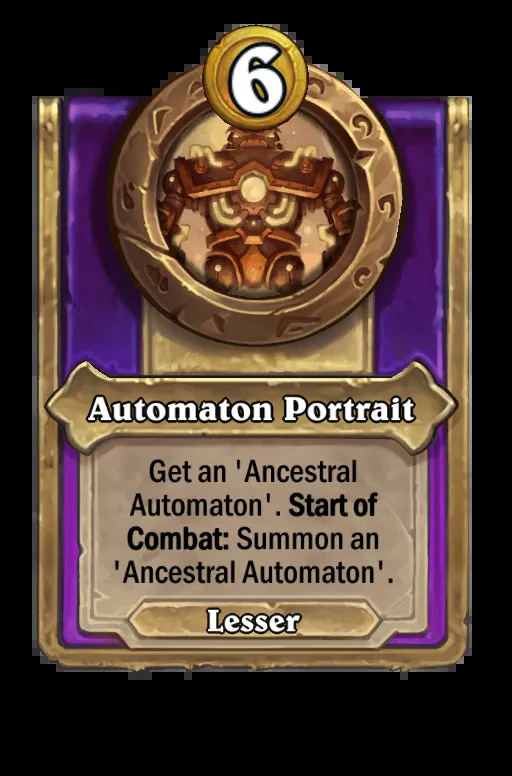 6
Automaton Portrait
Get an 'Ancestral
Automaton'. Start of
Combat: Summon an
'Ancestral Automaton'.
Lesser